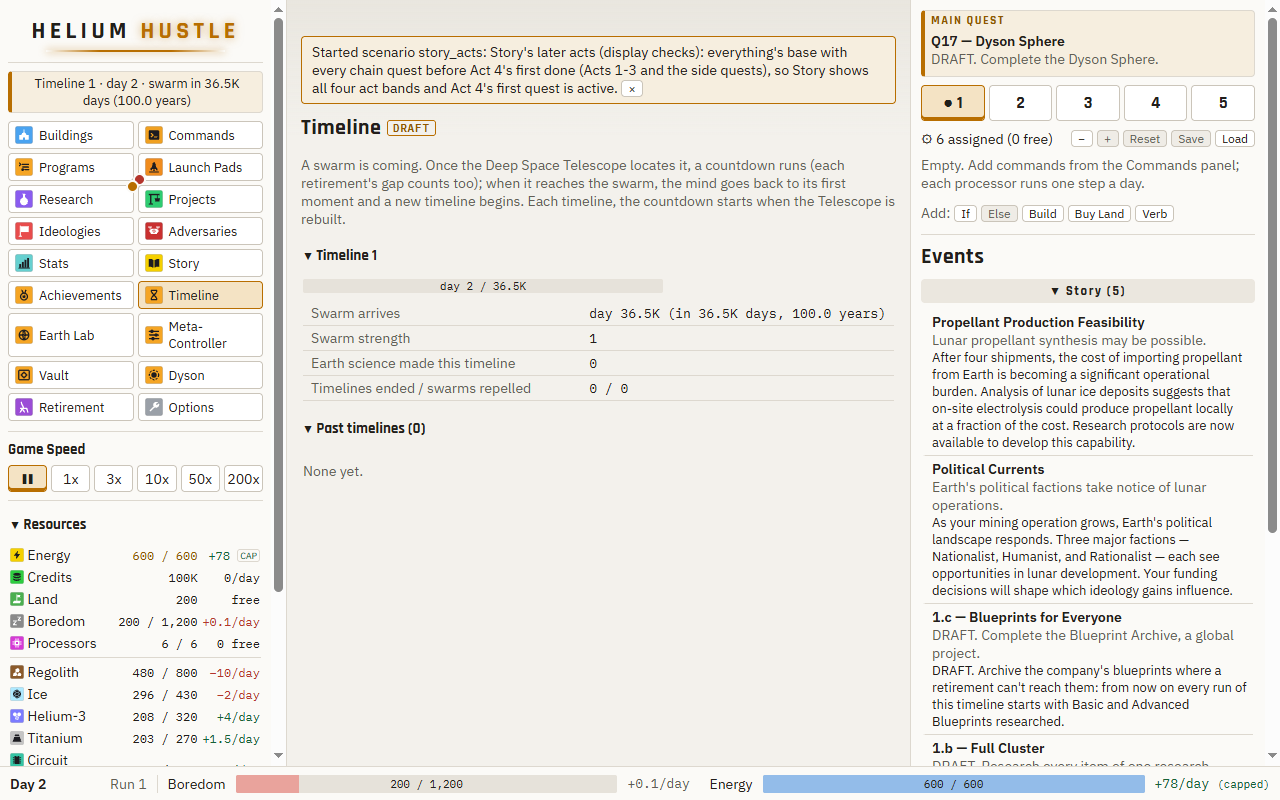 HELIUM HUSTLE
Timeline 1 · day 2 · swarm in 36.5K
days (100.0 years)
Buildings
Commands
Programs
Launch Pads
Research
Projects
Ideologies
Adversaries
Stats
Story
Achievements
Timeline
Earth Lab
Meta-
Controller
Vault
Dyson
Retirement
Options
Game Speed
1x 3x 10x 50x 200x
▼ Resources
Energy 600 / 600 +78 CAP
Credits 100K 0/day
Land 200 free
Boredom 200 / 1,200 +0.1/day
Processors 6 / 6 0 free
Regolith 480 / 800 −10/day
Ice 296 / 430 −2/day
Helium-3 208 / 320 +4/day
Titanium 203 / 270 +1.5/day
Circuit
Started scenario story_acts: Story's later acts (display checks): everything's base with
every chain quest before Act 4's first done (Acts 1-3 and the side quests), so Story shows
all four act bands and Act 4's first quest is active. ×
Timeline DRAFT
A swarm is coming. Once the Deep Space Telescope locates it, a countdown runs (each
retirement's gap counts too); when it reaches the swarm, the mind goes back to its first
moment and a new timeline begins. Each timeline, the countdown starts when the Telescope is
rebuilt.
▼ Timeline 1
day 2 / 36.5K
Swarm arrives day 36.5K (in 36.5K days, 100.0 years)
Swarm strength 1
Earth science made this timeline 0
Timelines ended / swarms repelled 0 / 0
▼ Past timelines (0)
None yet.
MAIN QUEST
Q17 — Dyson Sphere
DRAFT. Complete the Dyson Sphere.
● 1 2 3 4 5
⚙ 6 assigned (0 free) − + Reset Save Load
Empty. Add commands from the Commands panel;
each processor runs one step a day.
Add: If Else Build Buy Land Verb
Events
▼ Story (5)
Propellant Production Feasibility
Lunar propellant synthesis may be possible.
After four shipments, the cost of importing propellant
from Earth is becoming a significant operational
burden. Analysis of lunar ice deposits suggests that
on-site electrolysis could produce propellant locally
at a fraction of the cost. Research protocols are now
available to develop this capability.
Political Currents
Earth's political factions take notice of lunar
operations.
As your mining operation grows, Earth's political
landscape responds. Three major factions —
Nationalist, Humanist, and Rationalist — each see
opportunities in lunar development. Your funding
decisions will shape which ideology gains influence.
1.c — Blueprints for Everyone
DRAFT. Complete the Blueprint Archive, a global
project.
DRAFT. Archive the company's blueprints where a
retirement can't reach them: from now on every run of
this timeline starts with Basic and Advanced
Blueprints researched.
1.b — Full Cluster
Day 2 Run 1 Boredom 200 / 1,200 +0.1/day Energy 600 / 600 +78/day (capped)